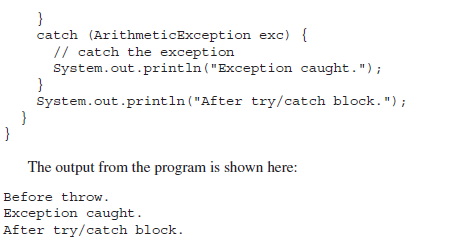 }
catch (ArithmeticException exc) {
// catch the exception
System.out.println("Exception caught.");
}
System.out.println("After try/catch block.");
}
}
The output from the program is shown here:
Before throw.
Exception caught.
After try/catch block.